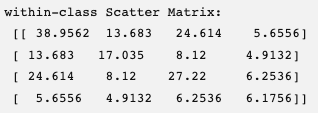 within-class Scatter Matrix:
[[ 38.9562 13.683 24.614 5.6556]
[ 13.683 17.035 8.12 4.9132]
[ 24.614 8.12 27.22 6.2536]
[ 5.6556 4.9132 6.2536 6.1756]]